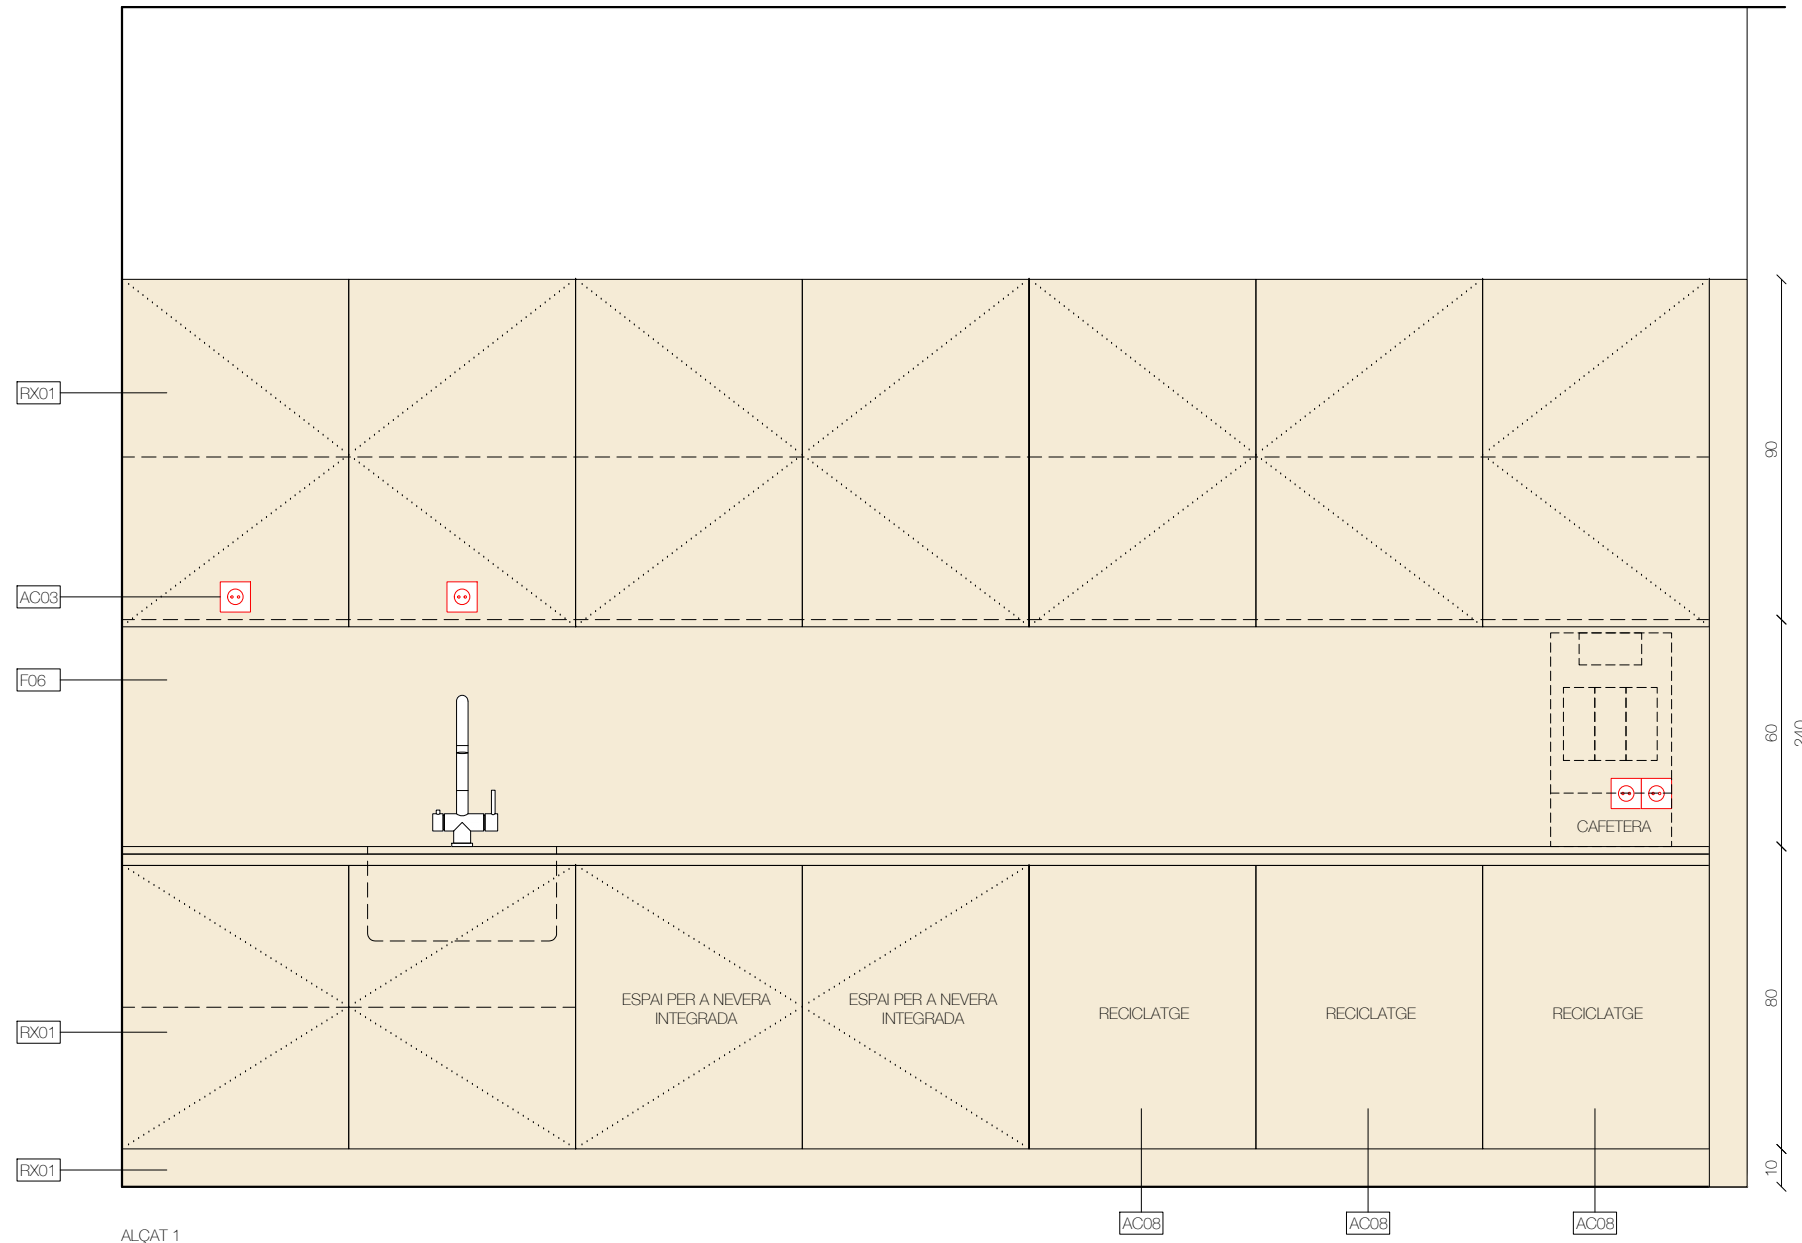 RX01
90
AC03
F06
60
240
CAFETERA
ESPAI PER A NEVERA
INTEGRADA
ESPAI PER A NEVERA
INTEGRADA
RECICLATGE
RECICLATGE
RECICLATGE
80
RX01
RX01
10
AC08
AC08
AC08
ALÇAT 1